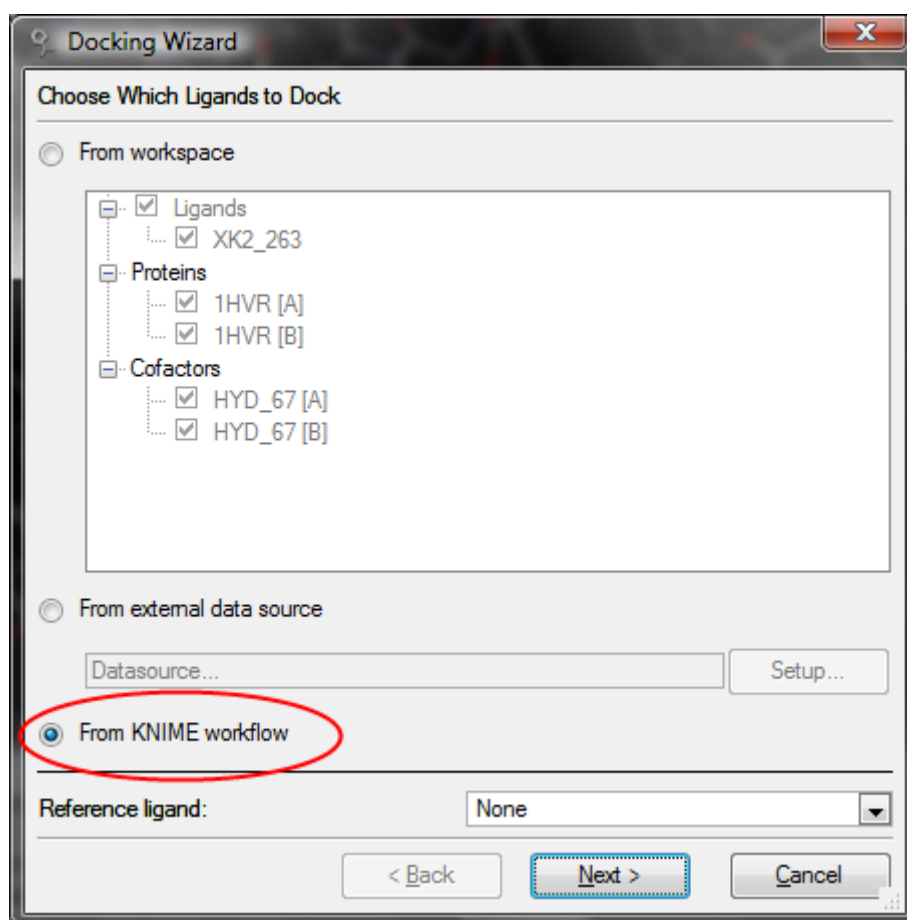 Docking Wizard
Choose Which Ligands to Dock
From workspace
Ligands
XK2_263
Proteins
1HVR [A]
1HVR [B]
Cofactors
HYD_67 [A]
HYD_67 [B]
From external data source
Datasource...
Setup...
From KNIME workflow
Reference ligand:
None
< Back
Next >
Cancel